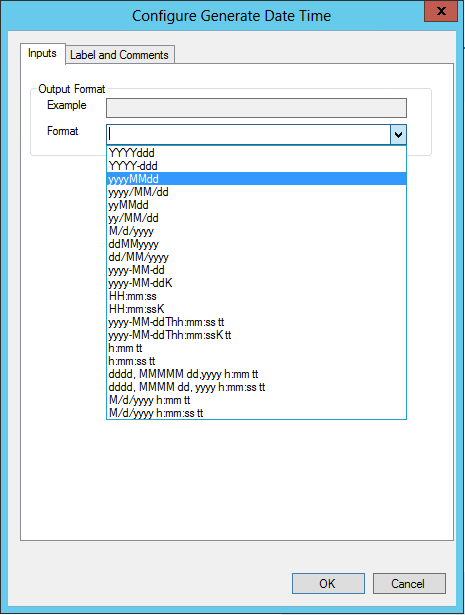 Configure Generate Date Time
x
Inputs
Label and Comments
Output Format
Example
Format
YYYYddd
YYYY-ddd
yyyyMMdd
yyyy/MM/dd
yyMMdd
yy/MM/dd
M/d/yyyy
ddMMyyyy
dd/MM/yyyy
yyyy-MM-dd
yyyy-MM-ddK
HH:mm:ss
HH:mm:ssK
yyyy-MM-ddThh:mm:ss tt
yyyy-MM-ddThh:mm:ssK tt
h:mm tt
h:mm:ss tt
dddd, MMMMM dd,yyyy h:mm tt
dddd, MMMM dd, yyyy h:mm:ss tt
M/d/yyyy h:mm tt
M/d/yyyy h:mm:ss tt
OK
Cancel